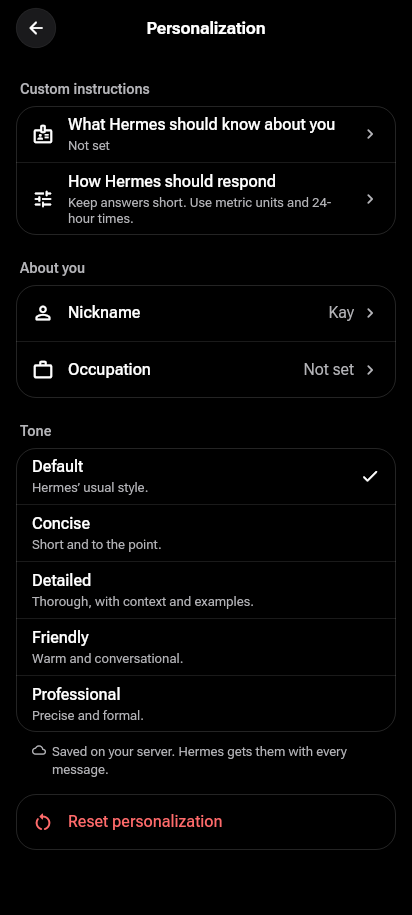 Personalization
Custom instructions
What Hermes should know about you
Not set
How Hermes should respond
Keep answers short. Use metric units and 24-
hour times.
About you
Nickname
Kay
Occupation
Not set
Tone
Default
Hermes’ usual style.
Concise
Short and to the point.
Detailed
Thorough, with context and examples.
Friendly
Warm and conversational.
Professional
Precise and formal.
Saved on your server. Hermes gets them with every
message.
Reset personalization